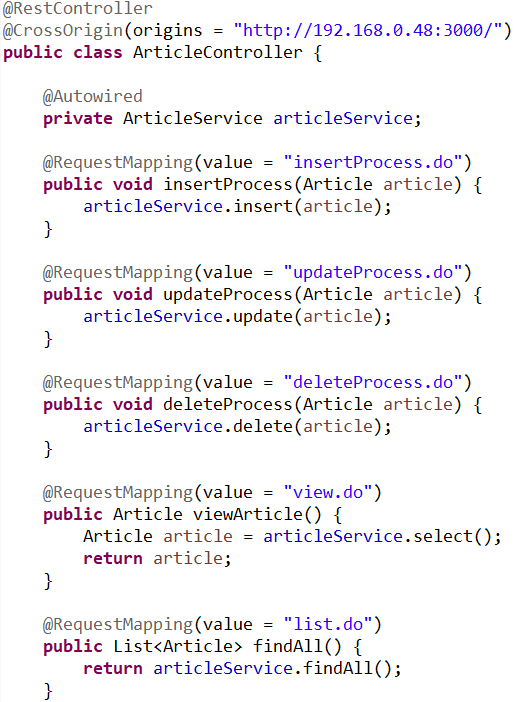 @RestController
@CrossOrigin(origins = "http://192.168.0.48:3000/")
public class ArticleController {
@Autowired
private ArticleService articleService;
@RequestMapping(value = "insertProcess.do")
public void insertProcess(Article article) {
articleService.insert(article);
}
@RequestMapping(value = "updateProcess.do")
public void updateProcess(Article article) {
articleService.update(article);
}
@RequestMapping(value = "deleteProcess.do")
public void deleteProcess(Article article) {
articleService.delete(article);
}
@RequestMapping(value = "view.do")
public Article viewArticle() {
Article article = articleService.select();
return article;
}
@RequestMapping(value = "list.do")
public List<Article> findAll() {
return articleService.findAll();
}